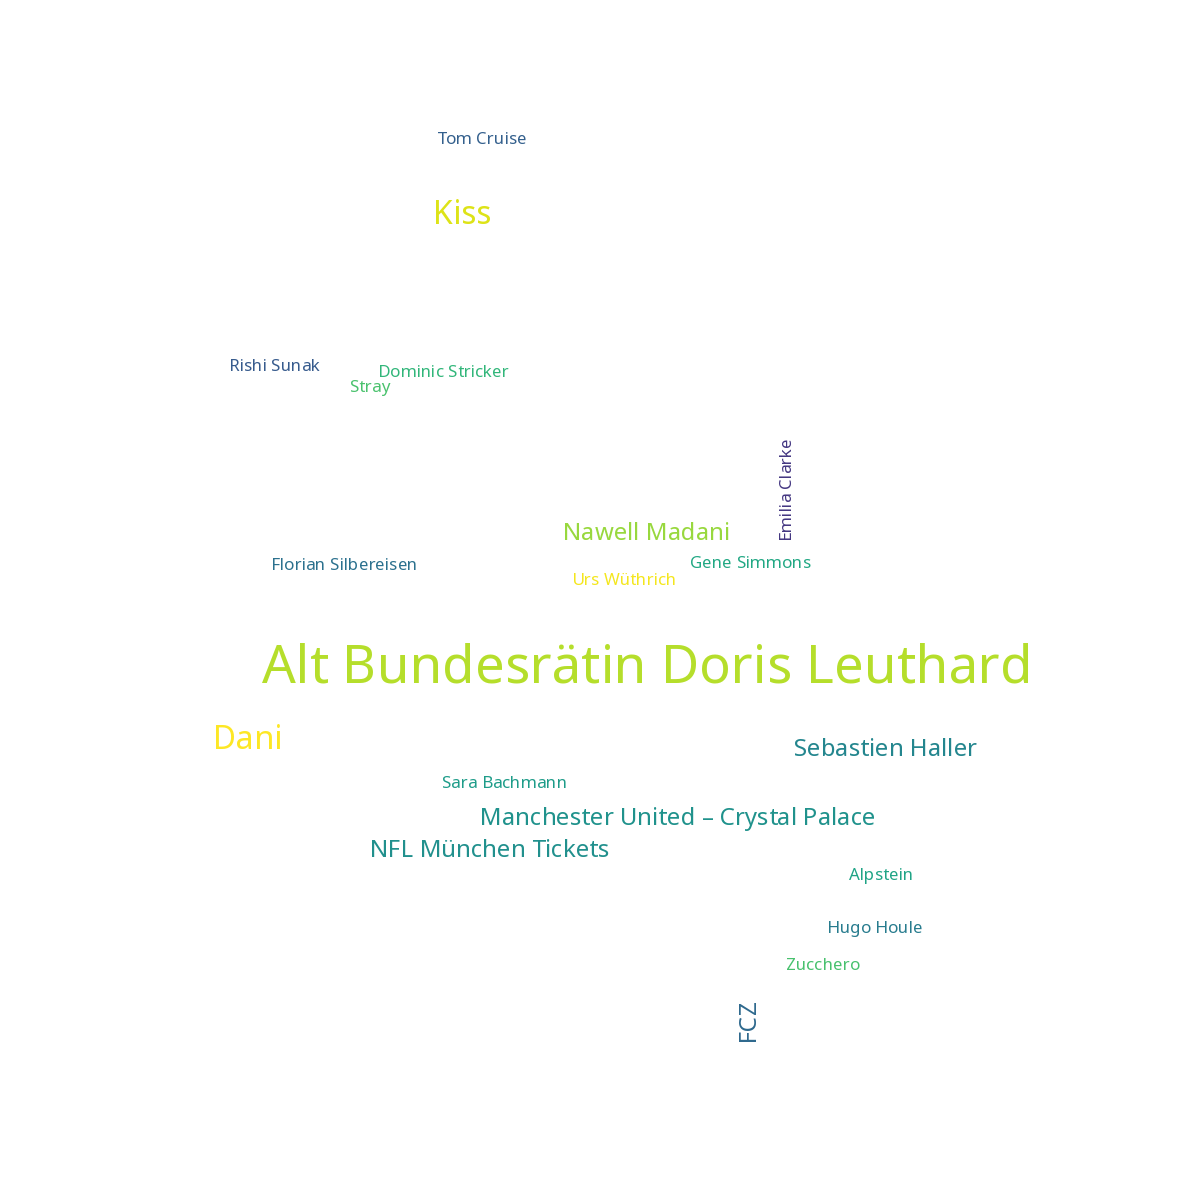 Tom Cruise
Kiss
Rishi Sunak
Dominic Stricker
Stray
Emilia Clarke
Nawell Madani
Gene Simmons
Florian Silbereisen
Urs Wüthrich
Alt Bundesrätin Doris Leuthard
Dani
Sebastien Haller
Sara Bachmann
Manchester United – Crystal Palace
NFL München Tickets
Alpstein
Hugo Houle
Zucchero
FCZ